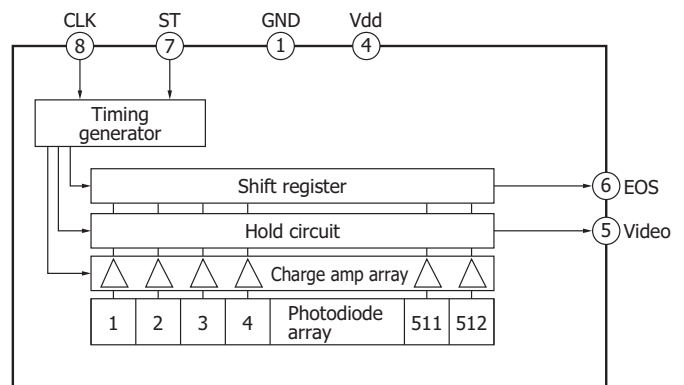 CLK ST GND Vdd
8 7 1 4
Timing
generator
Shift register
6 EOS
Hold circuit
5 Video
Charge amp array
1 2 3 4 Photodiode array 511 512